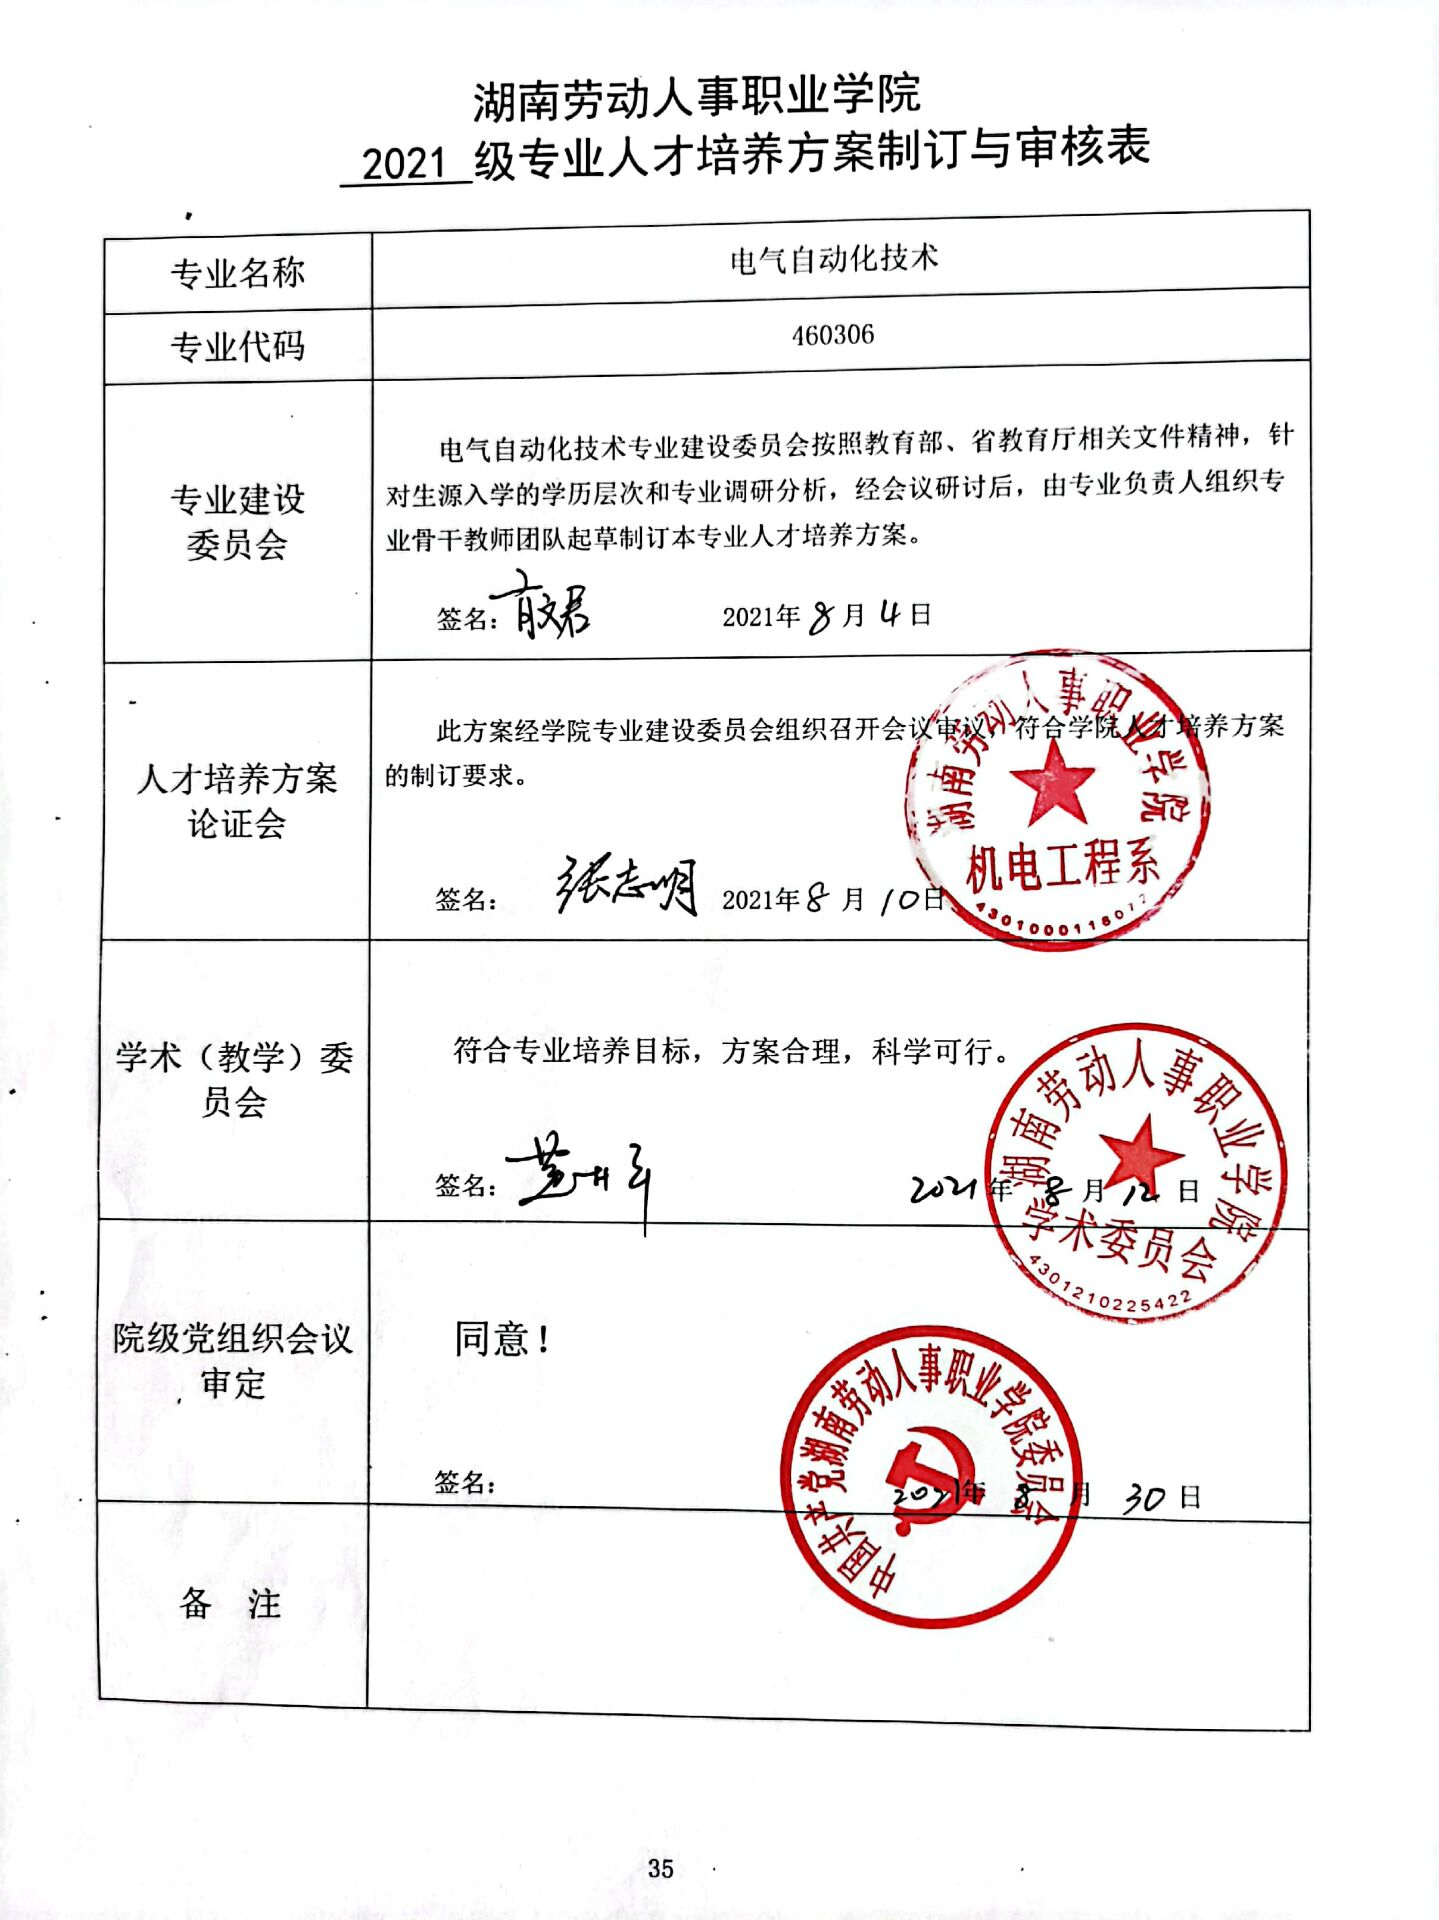 湖南劳动人事职业学院
2021 级专业人才培养方案制订与审核表
专业名称
电气自动化技术
专业代码
460306
专业建设
委员会
电气自动化技术专业建设委员会按照教育部、省教育厅相关文件精神，针
对生源入学的学历层次和专业调研分析，经会议研讨后，由专业负责人组织专
业骨干教师团队起草制订本专业人才培养方案。
签名：肖文君 2021年 8 月 4 日
人才培养方案
论证会
此方案经学院专业建设委员会组织召开会议审议，符合学院人才培养方案
的制订要求。
签名： 张志明 2021年 8 月 10 日
湖南劳动人事职业学院
机电工程系
学术（教学）委
员会
符合专业培养目标，方案合理，科学可行。
签名： 2021 年 8 月 12 日
湖南劳动人事职业学院
学术委员会
4301210225422
院级党组织会议
审定
同意！
签名： 2021年 8 月 30 日
中国共产党湖南劳动人事职业学院委员会
备 注
35